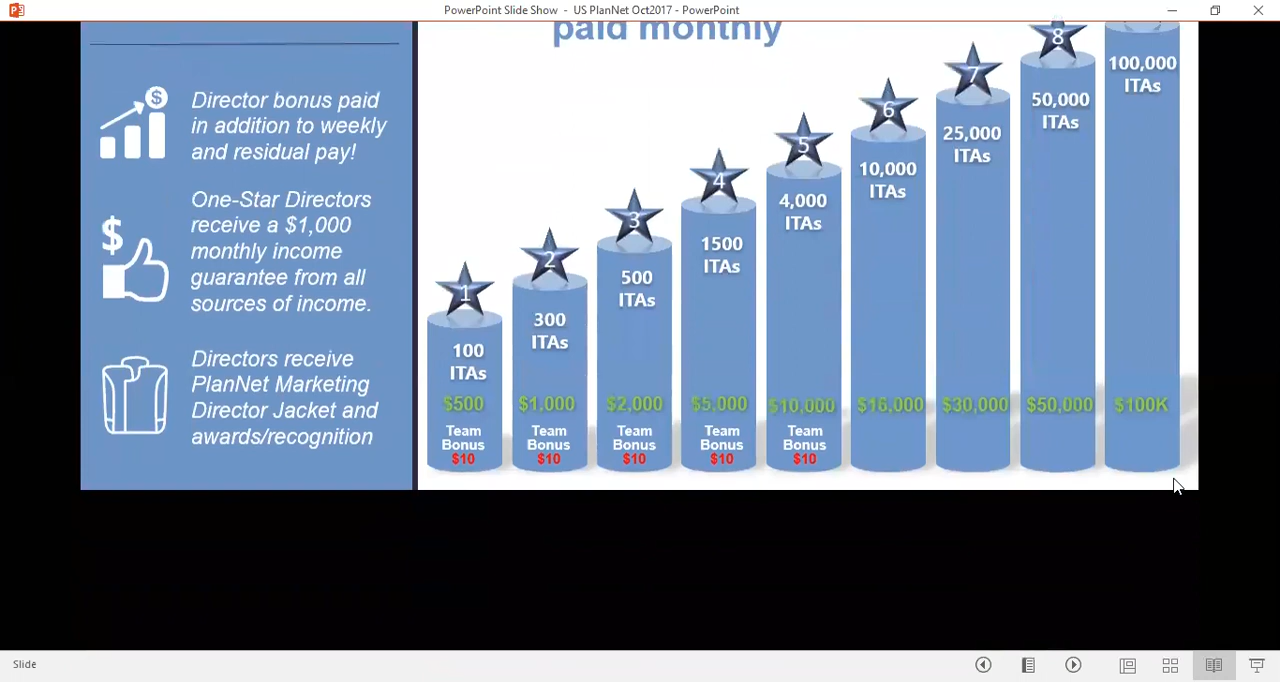 PowerPoint Slide Show - US PlanNet Oct2017 - PowerPoint
paid monthly
Director bonus paid
in addition to weekly
and residual pay!
One-Star Directors
receive a $1,000
monthly income
guarantee from all
sources of income.
Directors receive
PlanNet Marketing
Director Jacket and
awards/recognition
1
100
ITAs
$500
Team
Bonus
$10
2
300
ITAs
$1,000
Team
Bonus
$10
3
500
ITAs
$2,000
Team
Bonus
$10
4
1500
ITAs
$5,000
Team
Bonus
$10
5
4,000
ITAs
$10,000
Team
Bonus
$10
6
10,000
ITAs
$16,000
7
25,000
ITAs
$30,000
8
50,000
ITAs
$50,000
100,000
ITAs
$100K
Slide